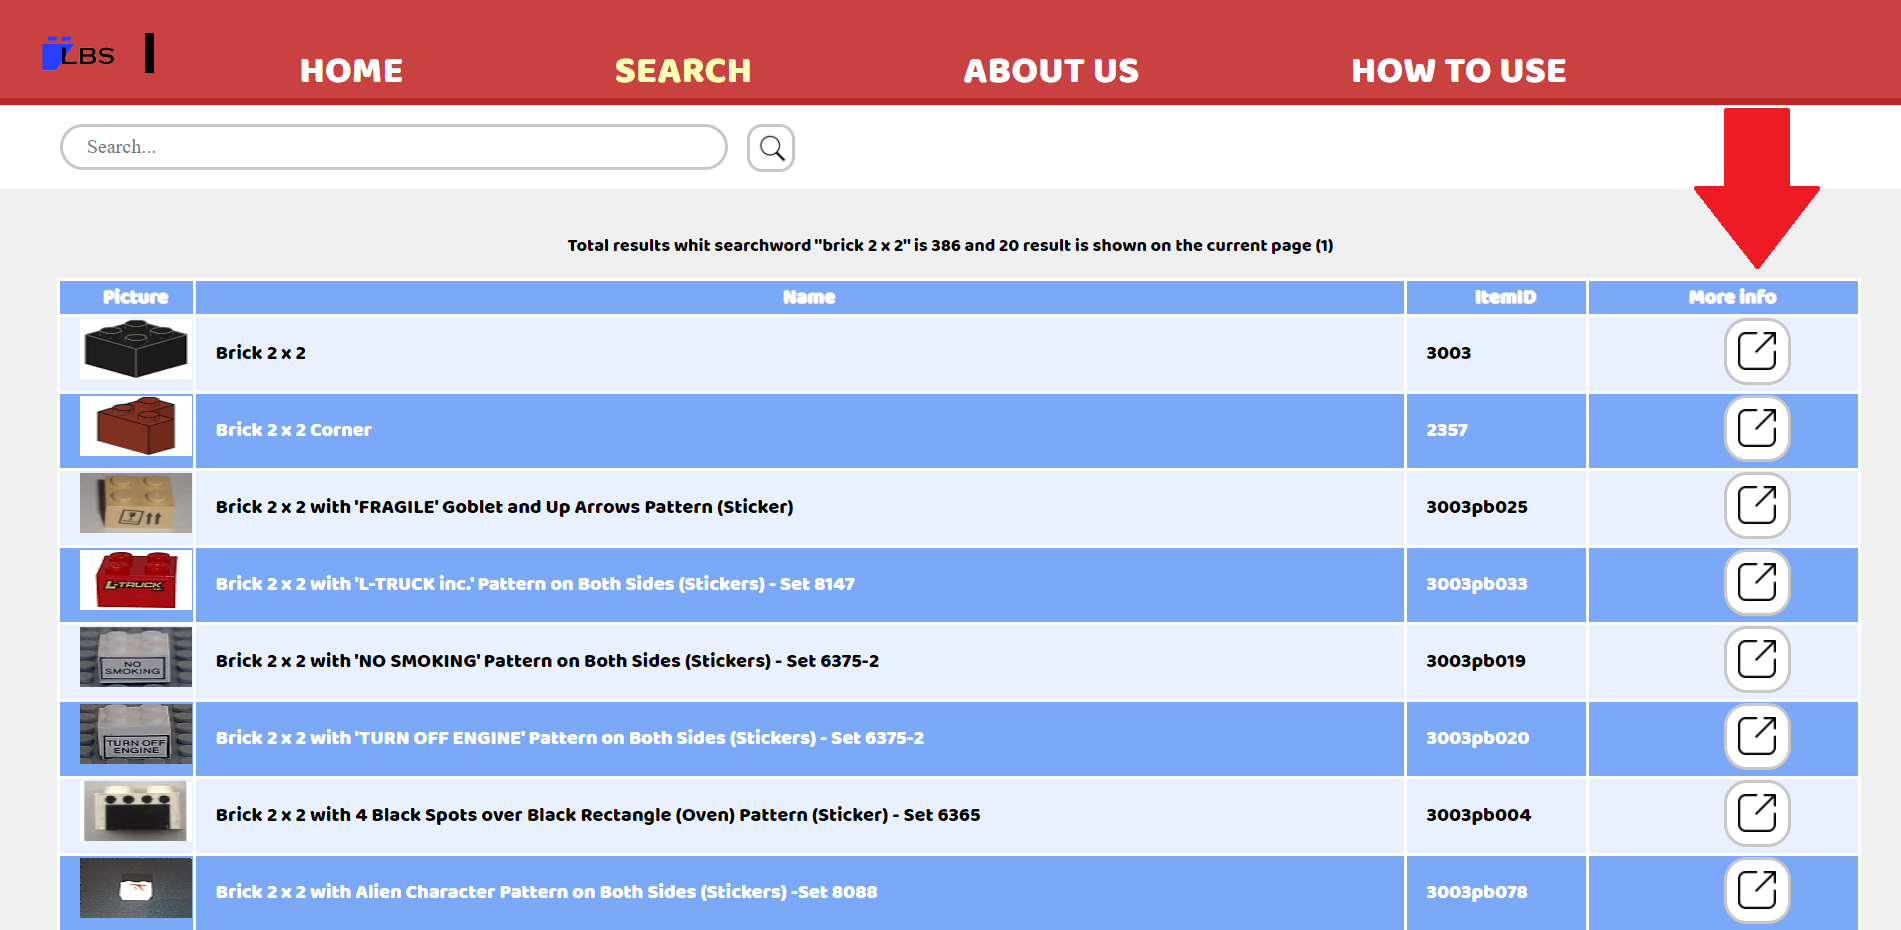 LBS
HOME SEARCH ABOUT US HOW TO USE
Search...
Total results whit searchword "brick 2 x 2" is 386 and 20 result is shown on the current page (1)
Picture Name ItemID More info
Brick 2 x 2 3003
Brick 2 x 2 Corner 2357
Brick 2 x 2 with 'FRAGILE' Goblet and Up Arrows Pattern (Sticker) 3003pb025
L-TRUCK
Brick 2 x 2 with 'L-TRUCK inc.' Pattern on Both Sides (Stickers) - Set 8147 3003pb033
NO
SMOKING
Brick 2 x 2 with 'NO SMOKING' Pattern on Both Sides (Stickers) - Set 6375-2 3003pb019
TURN OFF
ENGINE
Brick 2 x 2 with 'TURN OFF ENGINE' Pattern on Both Sides (Stickers) - Set 6375-2 3003pb020
Brick 2 x 2 with 4 Black Spots over Black Rectangle (Oven) Pattern (Sticker) - Set 6365 3003pb004
Brick 2 x 2 with Alien Character Pattern on Both Sides (Stickers) -Set 8088 3003pb078